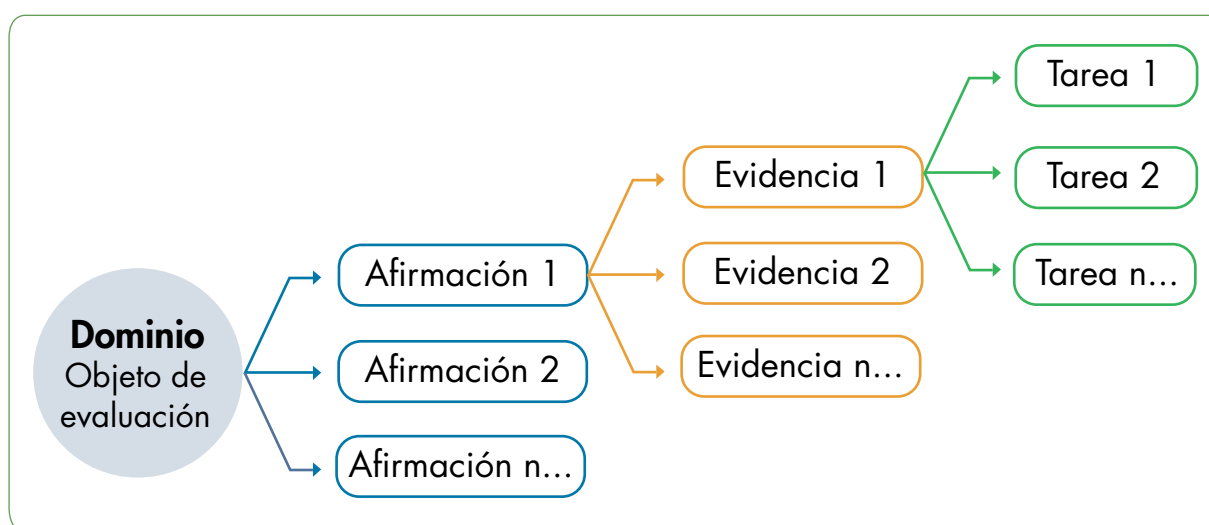 Dominio
Objeto de
evaluación
Afirmación 1
Afirmación 2
Afirmación n...
Evidencia 1
Evidencia 2
Evidencia n...
Tarea 1
Tarea 2
Tarea n...